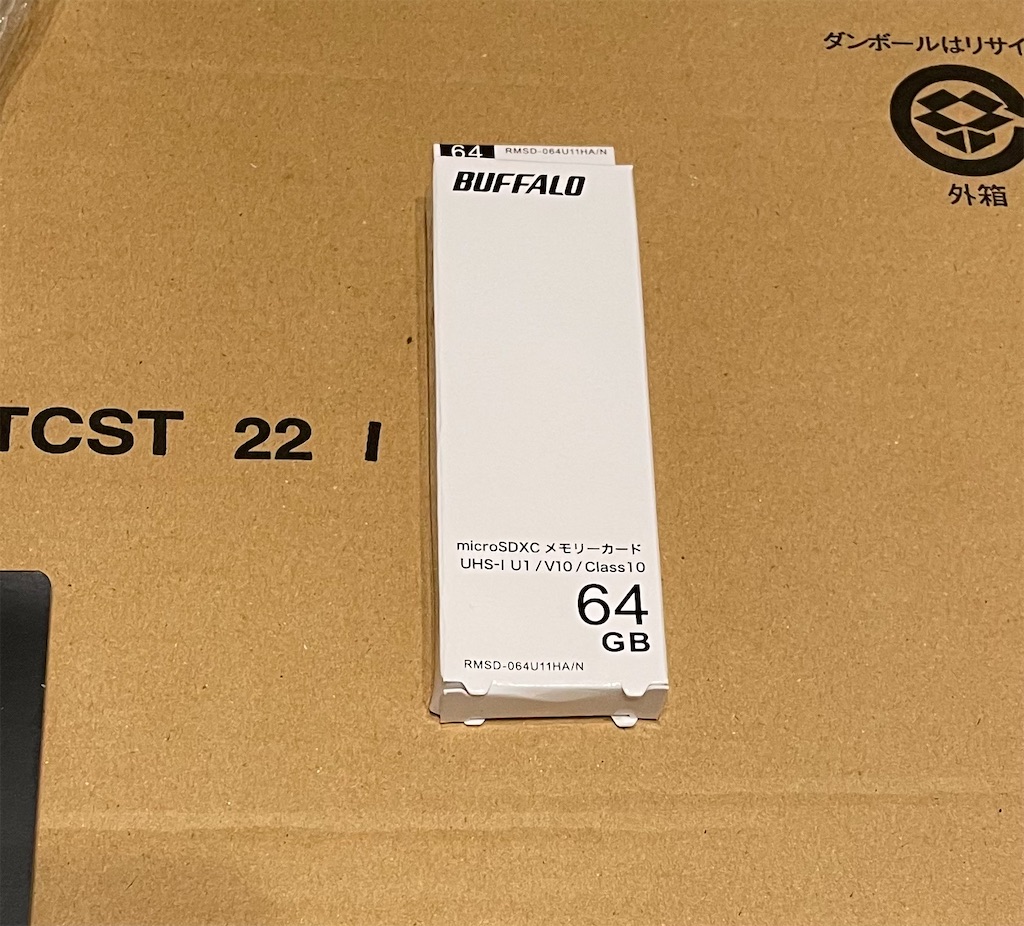 ダンボールはリサイ
外箱
64 RMSD-064U11HA/N
BUFFALO
TCST 22 I
microSDXC メモリーカード
UHS-I U1 / V10 / Class10
64
GB
RMSD-064U11HA/N